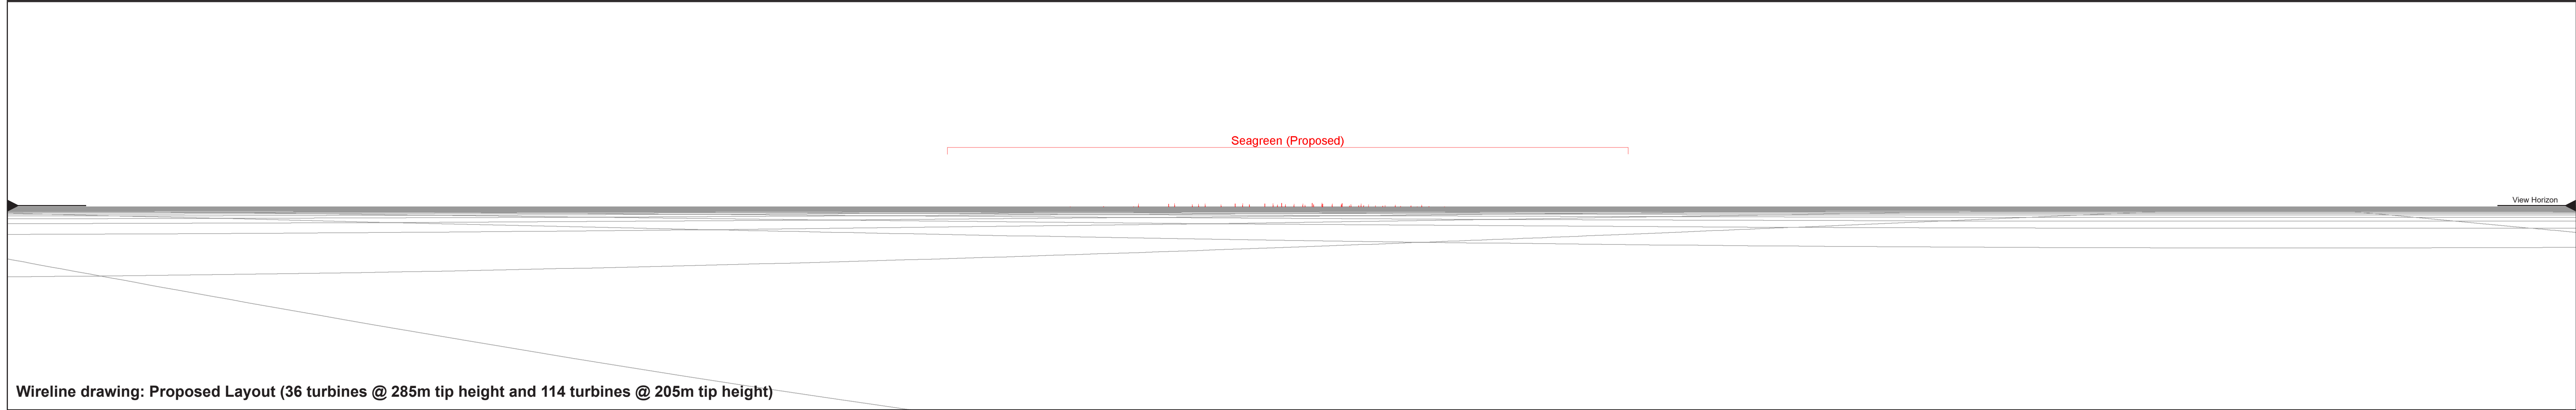 Seagreen (Proposed)
View Horizon
Wireline drawing: Proposed Layout (36 turbines @ 285m tip height and 114 turbines @ 205m tip height)